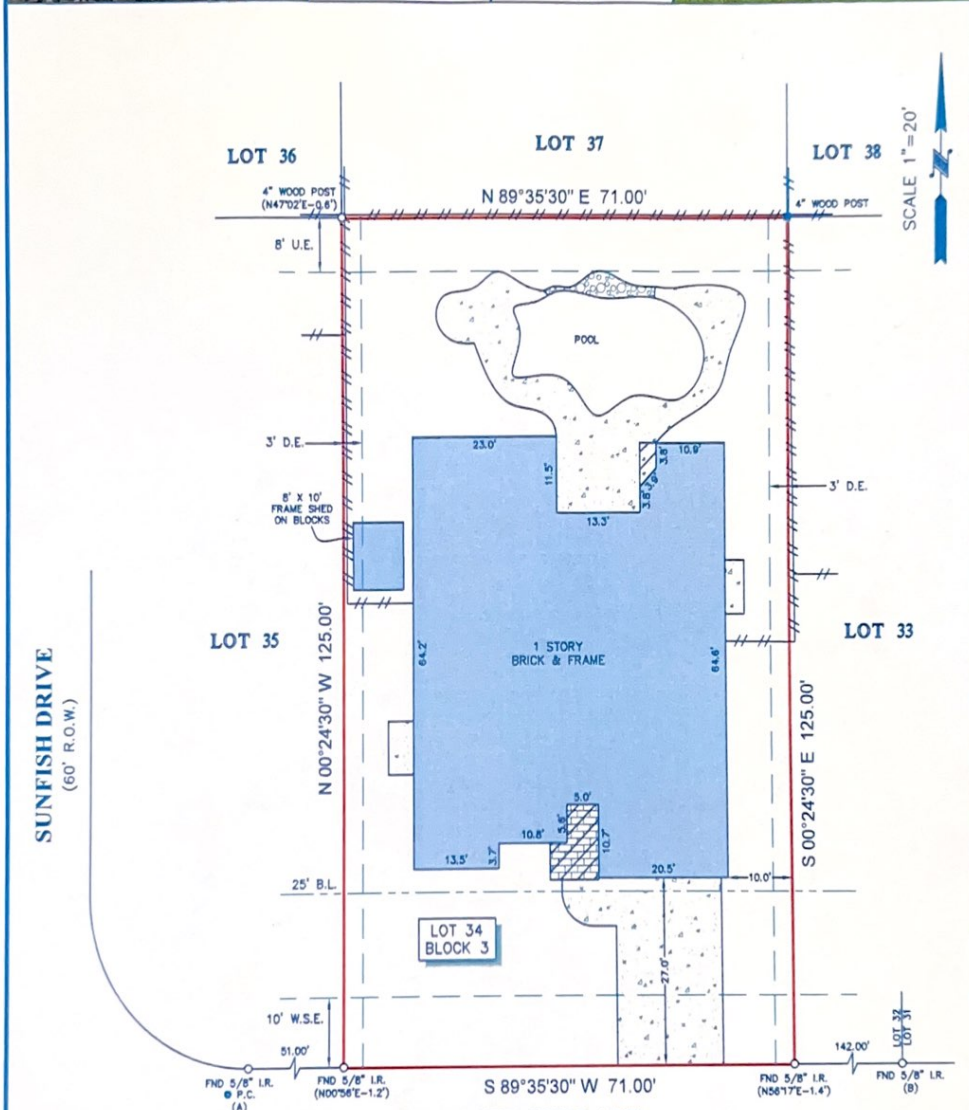 LOT 36
LOT 37
LOT 38
SCALE 1"=20'
4" WOOD POST
(N47°02'E-0.6')
N 89°35'30" E 71.00'
4" WOOD POST
8' U.E.
POOL
3' D.E.
23.0'
11.5'
13.3'
3.8'
3.9'
3.8'
10.9'
3' D.E.
8' X 10'
FRAME SHED
ON BLOCKS
LOT 35
1 STORY
BRICK & FRAME
LOT 33
64.2'
64.6'
N 00°24'30" W 125.00'
S 00°24'30" E 125.00'
SUNFISH DRIVE
(60' R.O.W.)
5.0'
5.6'
10.8'
10.7'
13.5'
3.7'
20.5'
10.0'
25' B.L.
LOT 34
BLOCK 3
27.0'
10' W.S.E.
51.00'
142.00'
LOT 32
LOT 31
FND 5/8" I.R.
@ P.C.
(A)
FND 5/8" I.R.
(N00°56'E-1.2')
S 89°35'30" W 71.00'
FND 5/8" I.R.
(N56°17'E-1.4')
FND 5/8" I.R.
(B)